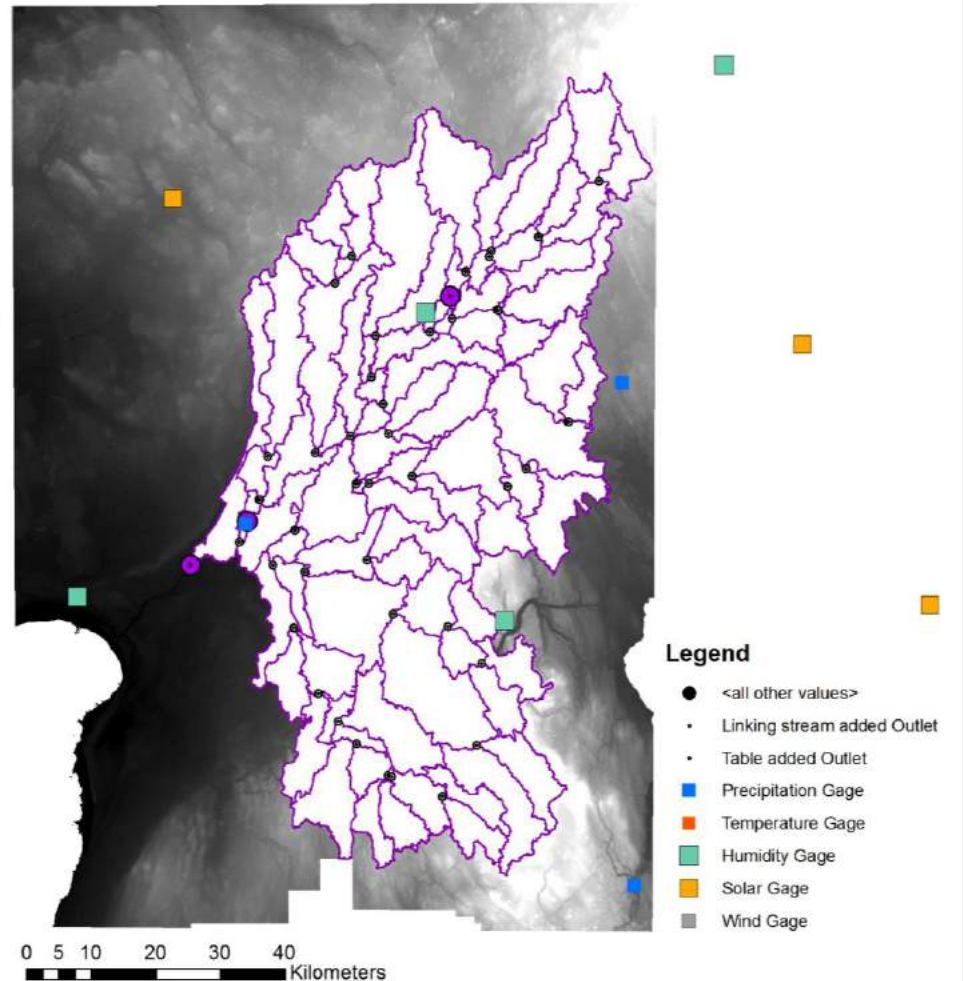 Legend
<all other values>
Linking stream added Outlet
Table added Outlet
Precipitation Gage
Temperature Gage
Humidity Gage
Solar Gage
Wind Gage
0 5 10 20 30 40
Kilometers